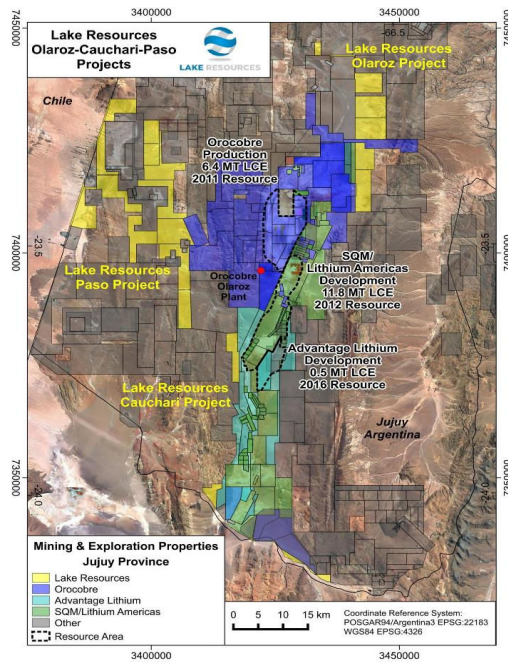 3400000
3450000
7450000
7450000
-66.5
Lake Resources
Olaroz-Cauchari-Paso
Projects
LAKE RESOURCES
Lake Resources
Olaroz Project
Chile
Orocobre
Production
6.4 MT LCE
2011 Resource
-23.5
-23.5
7400000
7400000
Lake Resources
Paso Project
Orocobre
Olaroz
Plant
SQM/
Lithium Americas
Development
11.8 MT LCE
2012 Resource
Advantage Lithium
Development
0.5 MT LCE
2016 Resource
Lake Resources
Cauchari Project
Jujuy
Argentina
7350000
7350000
-24.0
-24.0
Mining & Exploration Properties
Jujuy Province
Lake Resources
Orocobre
Advantage Lithium
SQM/Lithium Americas
Other
Resource Area
0 5 10 15 km
Coordinate Reference System:
POSGAR94/Argentina3 EPSG:22183
WGS84 EPSG:4326
3400000
3450000